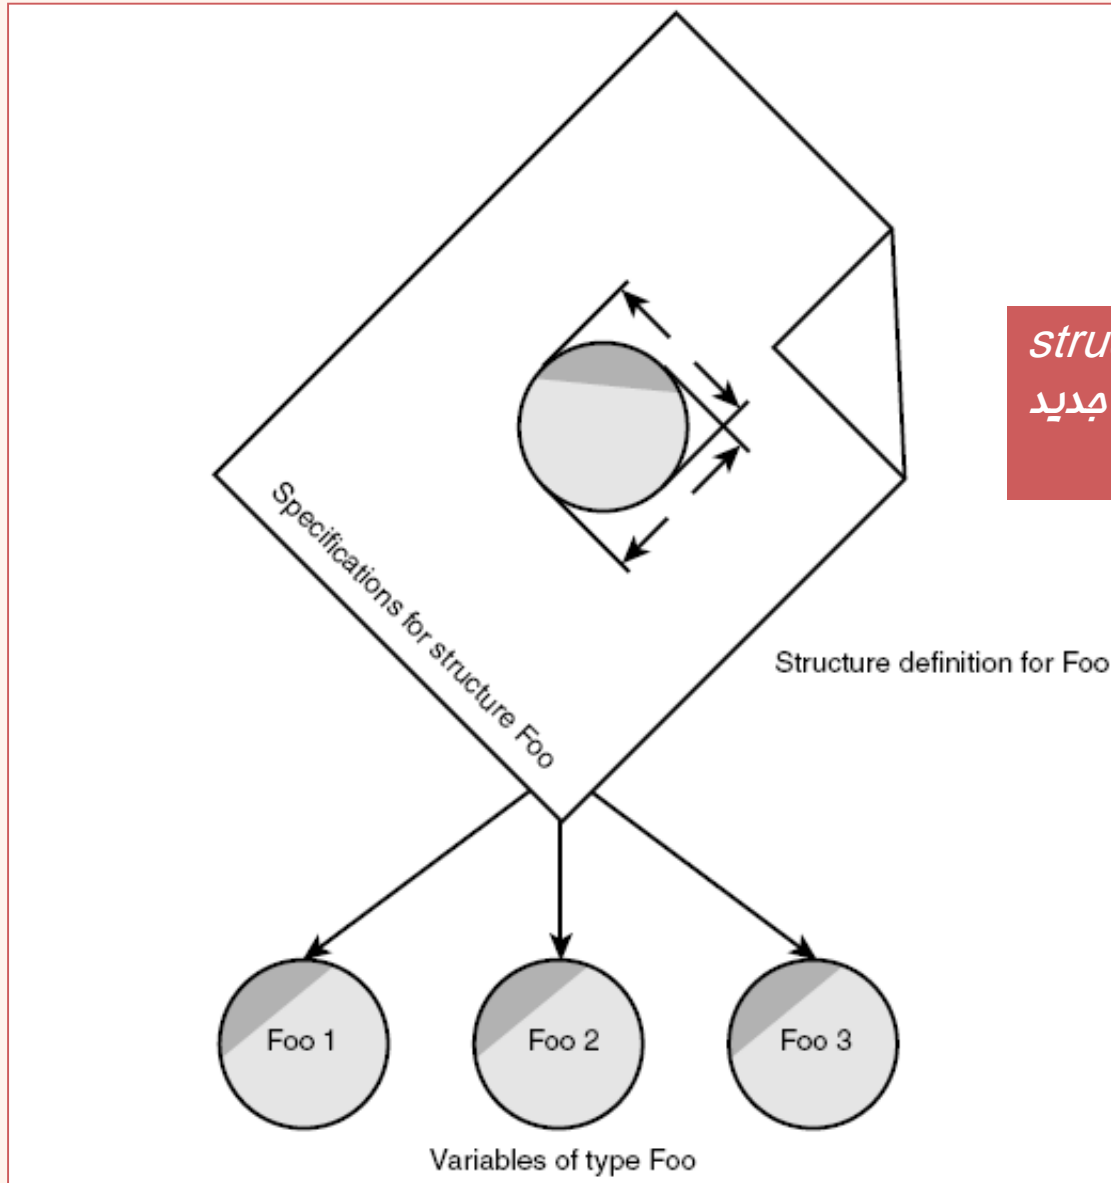 stru
جدید
Specifications for structure Foo
Structure definition for Foo
Foo 1
Foo 2
Foo 3
Variables of type Foo